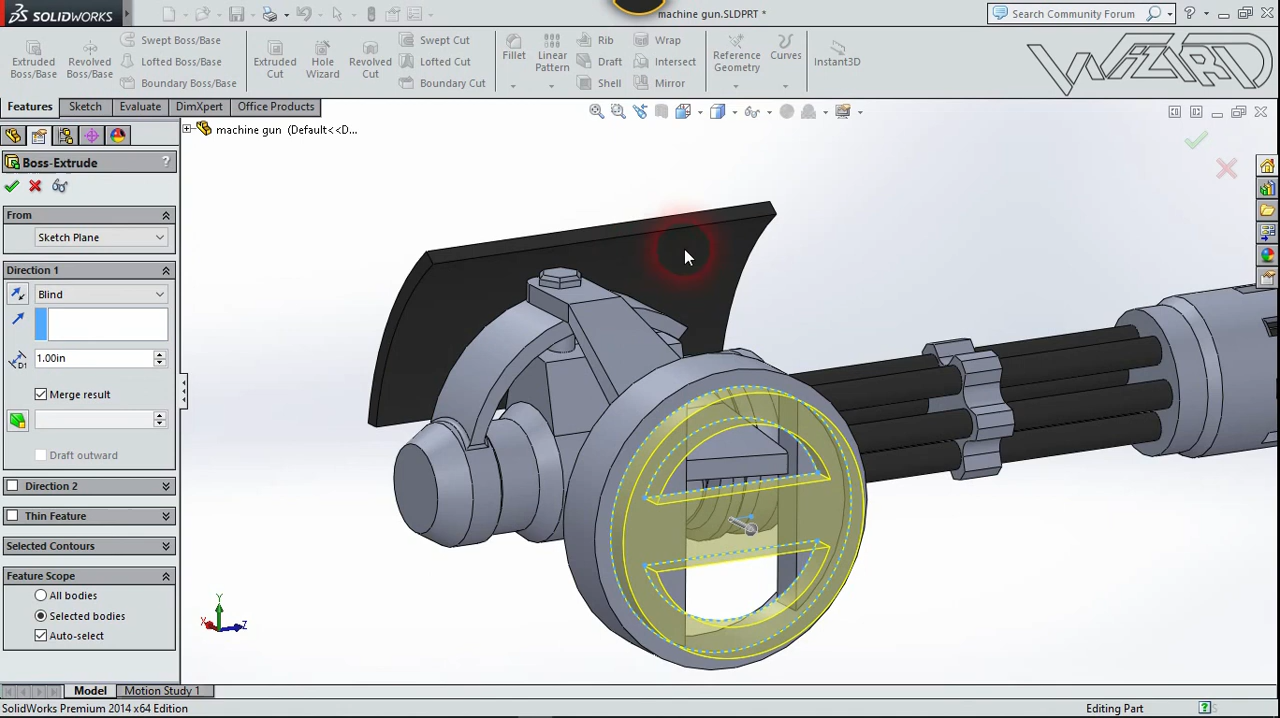 SOLIDWORKS
machine gun.SLDPRT *
Search Community Forum
Extruded Boss/Base
Revolved Boss/Base
Swept Boss/Base
Lofted Boss/Base
Boundary Boss/Base
Extruded Cut
Hole Wizard
Revolved Cut
Swept Cut
Lofted Cut
Boundary Cut
Fillet
Linear Pattern
Rib
Draft
Shell
Wrap
Intersect
Mirror
Reference Geometry
Curves
Instant3D
WIZARD
Features
Sketch
Evaluate
DimXpert
Office Products
machine gun (Default<<D...
Boss-Extrude
?
From
Sketch Plane
Direction 1
Blind
D1
1.00in
Merge result
Draft outward
Direction 2
Thin Feature
Selected Contours
Feature Scope
All bodies
Selected bodies
Auto-select
Y
X
Z
Model
Motion Study 1
SolidWorks Premium 2014 x64 Edition
Editing Part